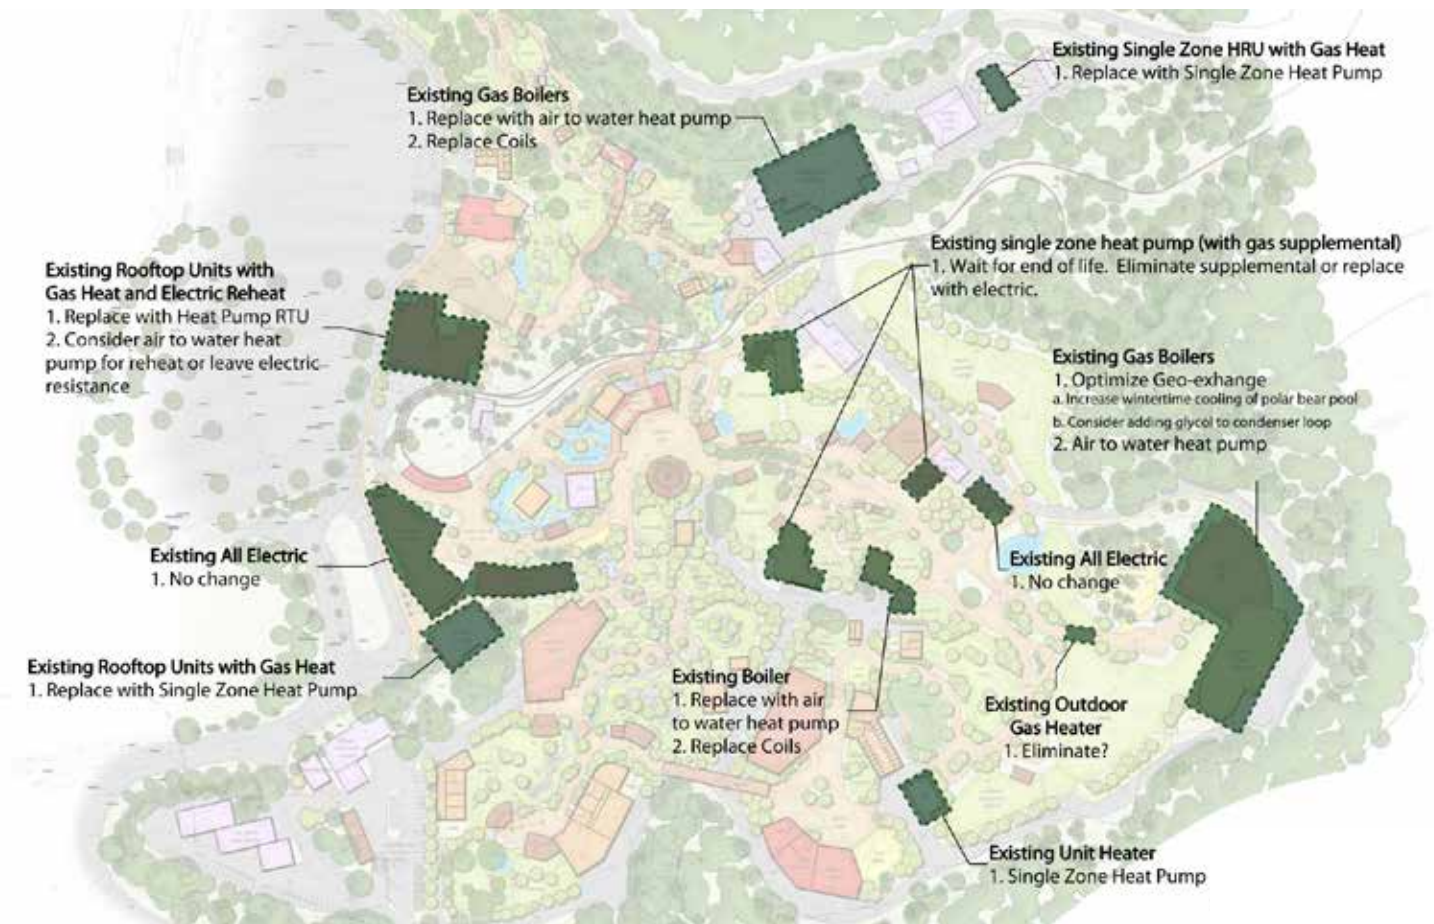 Existing Single Zone HRU with Gas Heat
1. Replace with Single Zone Heat Pump
Existing Gas Boilers
1. Replace with air to water heat pump
2. Replace Coils
Existing single zone heat pump (with gas supplemental)
1. Wait for end of life. Eliminate supplemental or replace
with electric.
Existing Rooftop Units with
Gas Heat and Electric Reheat
1. Replace with Heat Pump RTU
2. Consider air to water heat
pump for reheat or leave electric
resistance
Existing Gas Boilers
1. Optimize Geo-exhange
a. Increase wintertime cooling of polar bear pool
b. Consider adding glycol to condenser loop
2. Air to water heat pump
Existing All Electric
1. No change
Existing All Electric
1. No change
Existing Rooftop Units with Gas Heat
1. Replace with Single Zone Heat Pump
Existing Boiler
1. Replace with air
to water heat pump
2. Replace Coils
Existing Outdoor
Gas Heater
1. Eliminate?
Existing Unit Heater
1. Single Zone Heat Pump